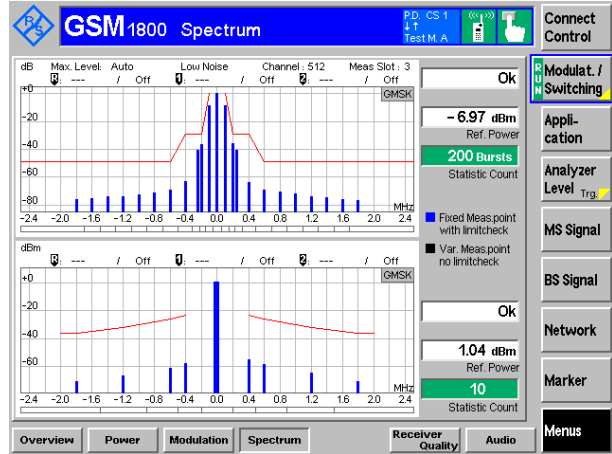 R&S GSM 1800 Spectrum
P.D. CS 1
Test M. A
Connect
Control
dB Max. Level: Auto Low Noise Channel : 512 Meas Slot : 3
R : --- / Off 1 : --- / Off 2 : --- / Off
+0
GMSK
-20
-40
-60
-80
MHz
-2.4 -2.0 -1.6 -1.2 -0.8 -0.4 0.0 0.4 0.8 1.2 1.6 2.0 2.4
Ok
- 6.97 dBm
Ref. Power
200 Bursts
Statistic Count
Fixed Meas.point
with limitcheck
Var. Meas.point
no limitcheck
dBm
R : --- / Off 1 : --- / Off 2 : --- / Off
+0
GMSK
-20
-40
-60
MHz
-2.4 -2.0 -1.6 -1.2 -0.8 -0.4 0.0 0.4 0.8 1.2 1.6 2.0 2.4
Ok
1.04 dBm
Ref. Power
10
Statistic Count
RUN
Modulat. /
Switching
Appli-
cation
Analyzer
Level Trg.
MS Signal
BS Signal
Network
Marker
Menus
Overview Power Modulation Spectrum Receiver Quality Audio